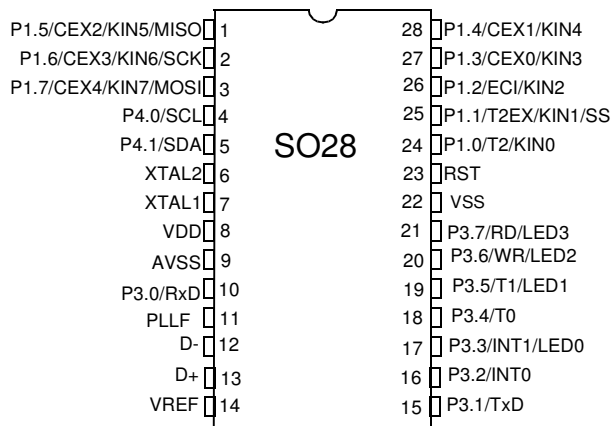 P1.5/CEX2/KIN5/MISO 1 28 P1.4/CEX1/KIN4
P1.6/CEX3/KIN6/SCK 2 27 P1.3/CEX0/KIN3
P1.7/CEX4/KIN7/MOSI 3 26 P1.2/ECI/KIN2
P4.0/SCL 4 25 P1.1/T2EX/KIN1/SS
P4.1/SDA 5 SO28 24 P1.0/T2/KIN0
XTAL2 6 23 RST
XTAL1 7 22 VSS
VDD 8 21 P3.7/RD/LED3
AVSS 9 20 P3.6/WR/LED2
P3.0/RxD 10 19 P3.5/T1/LED1
PLLF 11 18 P3.4/T0
D- 12 17 P3.3/INT1/LED0
D+ 13 16 P3.2/INT0
VREF 14 15 P3.1/TxD